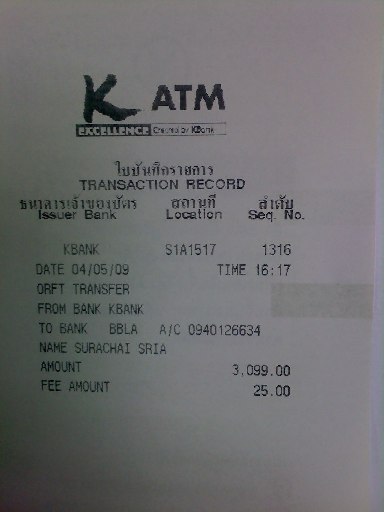 K ATM
EXCELLENCE Created by KBank
ใบบันทึกรายการ
TRANSACTION RECORD
ธนาคารเจ้าของบัตร สถานที่ ลำดับ
Issuer Bank Location Seq. No.
KBANK S1A1517 1316
DATE 04/05/09 TIME 16:17
ORFT TRANSFER
FROM BANK KBANK
TO BANK BBLA A/C 0940126634
NAME SURACHAI SRIA
AMOUNT 3,099.00
FEE AMOUNT 25.00